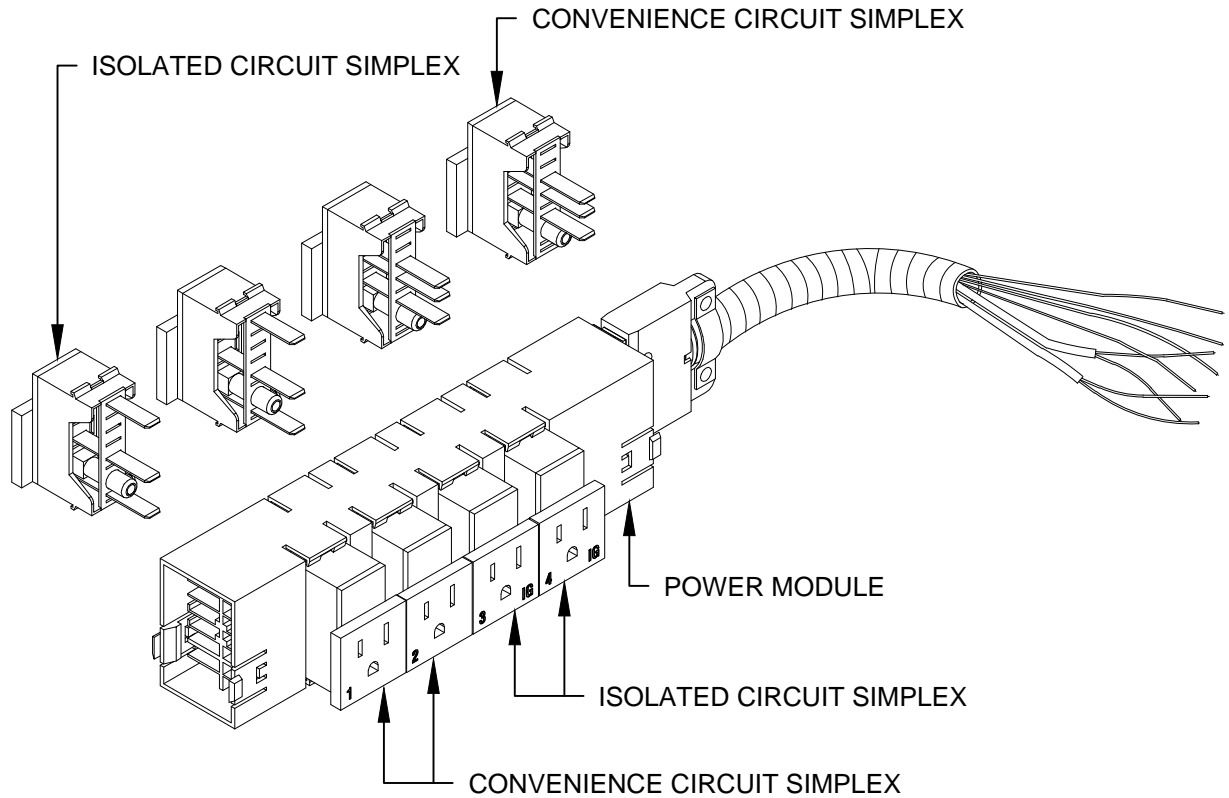 CONVENIENCE CIRCUIT SIMPLEX
ISOLATED CIRCUIT SIMPLEX
4 IG
3 IG
2
1
POWER MODULE
ISOLATED CIRCUIT SIMPLEX
CONVENIENCE CIRCUIT SIMPLEX